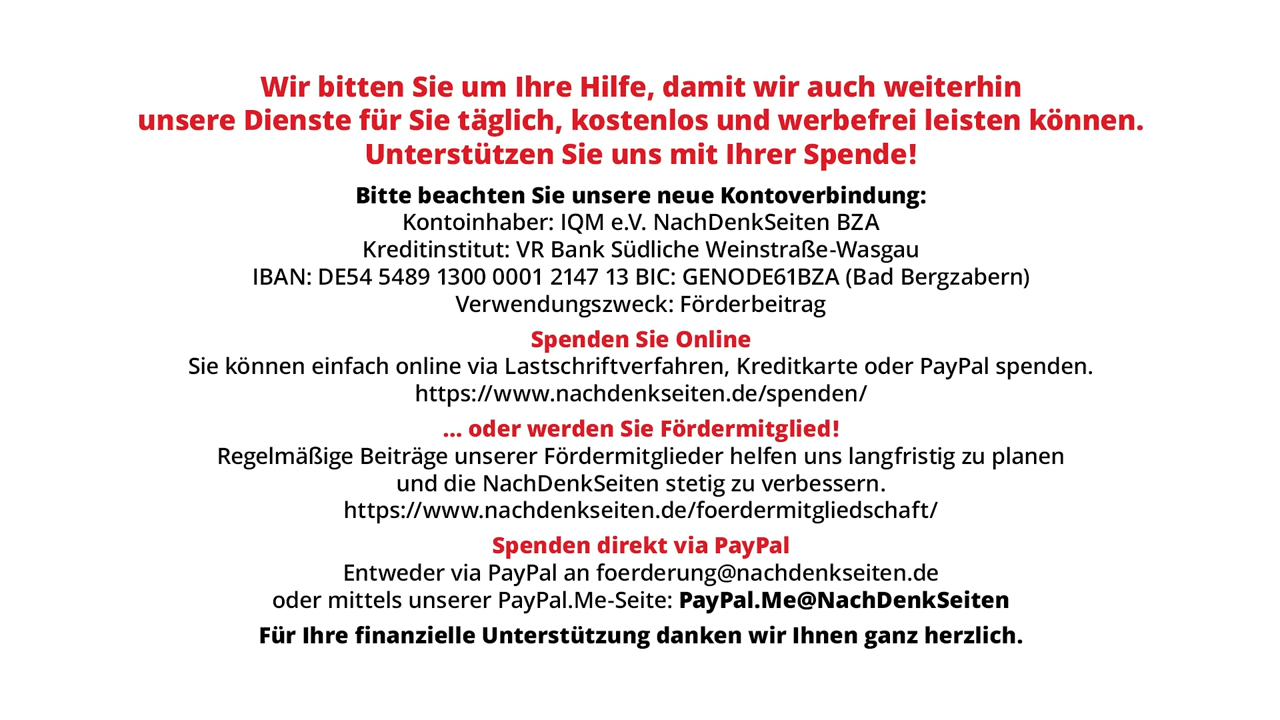 Wir bitten Sie um Ihre Hilfe, damit wir auch weiterhin
unsere Dienste für Sie täglich, kostenlos und werbefrei leisten können.
Unterstützen Sie uns mit Ihrer Spende!
Bitte beachten Sie unsere neue Kontoverbindung:
Kontoinhaber: IQM e.V. NachDenkSeiten BZA
Kreditinstitut: VR Bank Südliche Weinstraße-Wasgau
IBAN: DE54 5489 1300 0001 2147 13 BIC: GENODE61BZA (Bad Bergzabern)
Verwendungszweck: Förderbeitrag
Spenden Sie Online
Sie können einfach online via Lastschriftverfahren, Kreditkarte oder PayPal spenden.
https://www.nachdenkseiten.de/spenden/
... oder werden Sie Fördermitglied!
Regelmäßige Beiträge unserer Fördermitglieder helfen uns langfristig zu planen
und die NachDenkSeiten stetig zu verbessern.
https://www.nachdenkseiten.de/foerdermitgliedschaft/
Spenden direkt via PayPal
Entweder via PayPal an foerderung@nachdenkseiten.de
oder mittels unserer PayPal.Me-Seite: PayPal.Me@NachDenkSeiten
Für Ihre finanzielle Unterstützung danken wir Ihnen ganz herzlich.